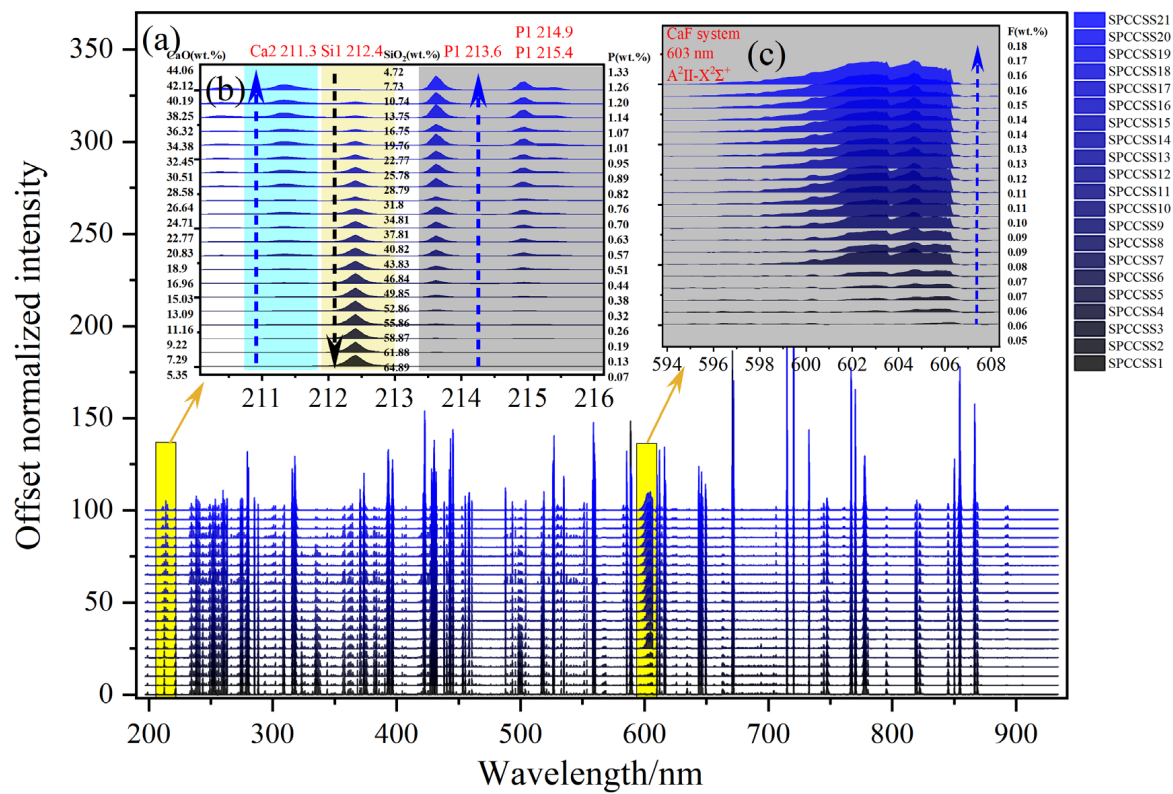 (a)
CaO(wt.%)
Ca2 211.3
Si1 212.4
SiO2(wt.%)
P1 213.6
P1 214.9
P1 215.4
P(wt.%)
(b)
44.06
42.12
40.19
38.25
36.32
34.38
32.45
30.51
28.58
26.64
24.71
22.77
20.83
18.9
16.96
15.03
13.09
11.16
9.22
7.29
5.35
4.72
7.73
10.74
13.75
16.75
19.76
22.77
25.78
28.79
31.8
34.81
37.81
40.82
43.83
46.84
49.85
52.86
55.86
58.87
61.88
64.89
1.33
1.26
1.20
1.14
1.07
1.01
0.95
0.89
0.82
0.76
0.70
0.63
0.57
0.51
0.44
0.38
0.32
0.26
0.19
0.13
0.07
211 212 213 214 215 216
CaF system
603 nm
A²II-X²Σ⁺
(c)
F(wt.%)
0.18
0.17
0.16
0.16
0.15
0.14
0.14
0.13
0.13
0.12
0.11
0.11
0.10
0.09
0.09
0.08
0.07
0.07
0.06
0.06
0.05
594 596 598 600 602 604 606 608
SPCCSS21
SPCCSS20
SPCCSS19
SPCCSS18
SPCCSS17
SPCCSS16
SPCCSS15
SPCCSS14
SPCCSS13
SPCCSS12
SPCCSS11
SPCCSS10
SPCCSS9
SPCCSS8
SPCCSS7
SPCCSS6
SPCCSS5
SPCCSS4
SPCCSS3
SPCCSS2
SPCCSS1
Offset normalized intensity
350
300
250
200
150
100
50
0
200 300 400 500 600 700 800 900
Wavelength/nm